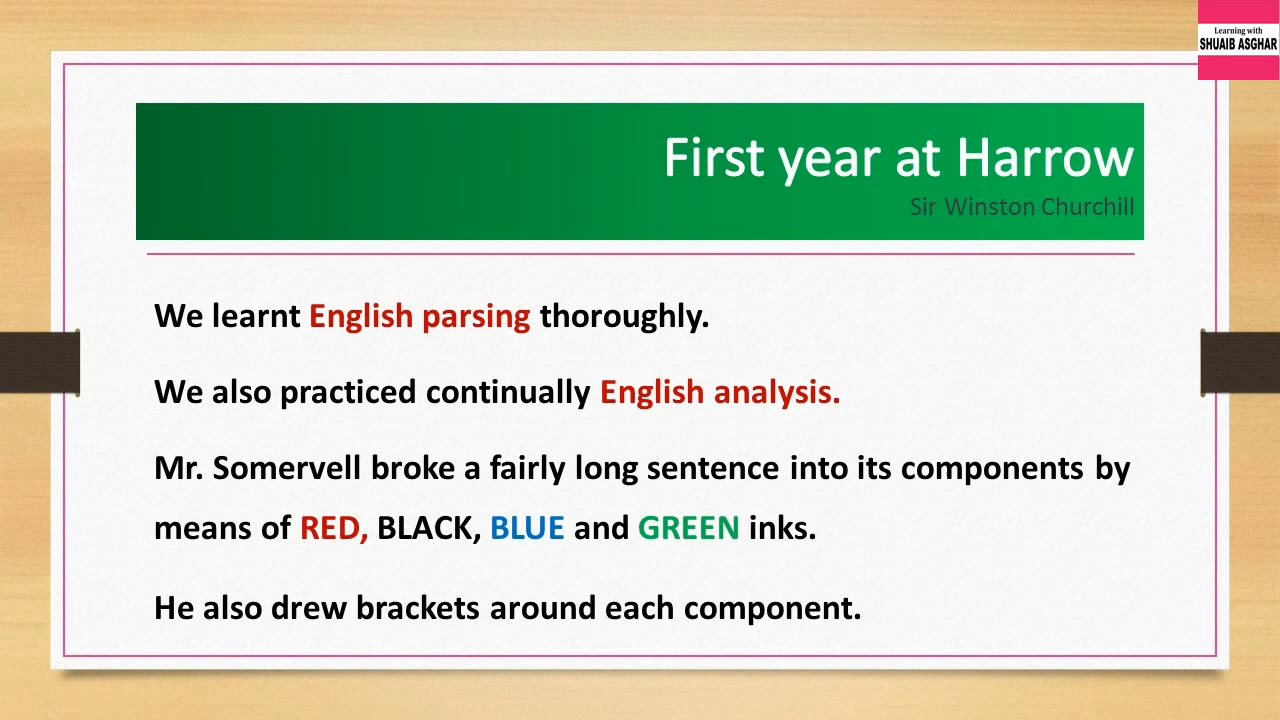 Learning with
SHUAIB ASGHAR
First year at Harrow
Sir Winston Churchill
We learnt English parsing thoroughly.
We also practiced continually English analysis.
Mr. Somervell broke a fairly long sentence into its components by
means of RED, BLACK, BLUE and GREEN inks.
He also drew brackets around each component.